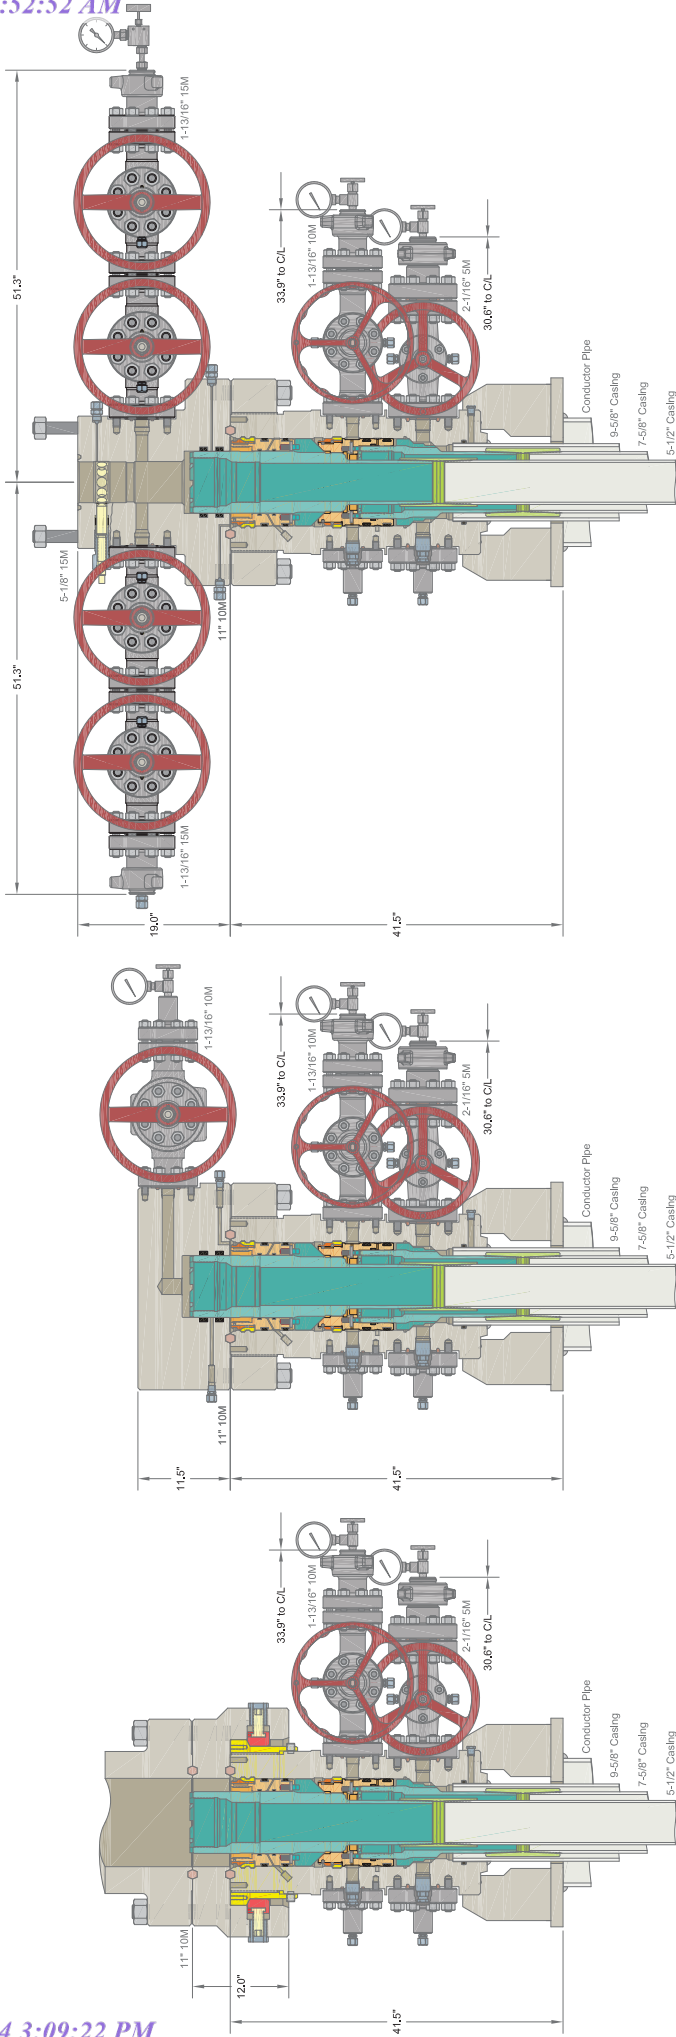 :52:52 AM
1-13/16" 15M
51.3"
33.9" to C/L
1-13/16" 10M
2-1/16" 5M
30.6" to C/L
Conductor Pipe
9-5/8" Casing
7-5/8" Casing
5-1/2" Casing
5-1/8" 15M
11" 10M
51.3"
1-13/16" 15M
19.0"
41.5"
1-13/16" 10M
33.9" to C/L
1-13/16" 10M
2-1/16" 5M
30.6" to C/L
Conductor Pipe
9-5/8" Casing
7-5/8" Casing
5-1/2" Casing
11" 10M
11.5"
41.5"
33.9" to C/L
1-13/16" 10M
2-1/16" 5M
30.6" to C/L
Conductor Pipe
9-5/8" Casing
7-5/8" Casing
5-1/2" Casing
11" 10M
12.0"
41.5"
4 3:09:22 PM